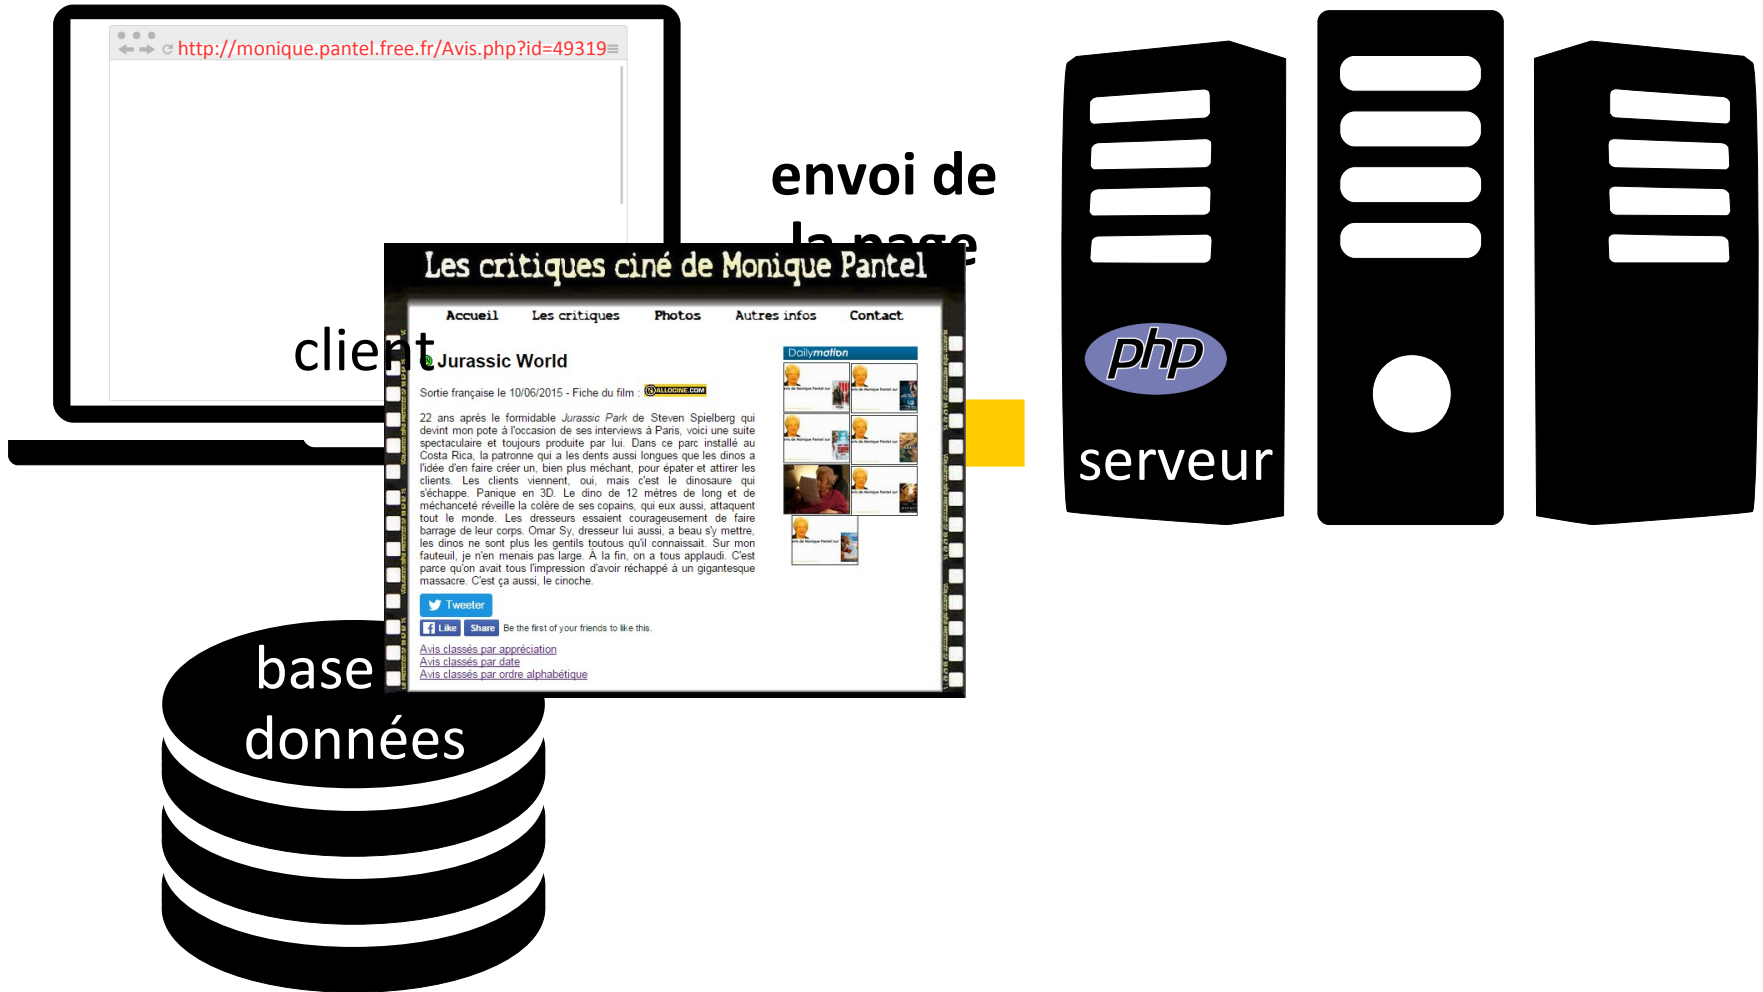 http://monique.pantel.free.fr/Avis.php?id=49319
envoi de
la page
client
php
serveur
Les critiques ciné de Monique Pantel
Accueil Les critiques Photos Autres infos Contact
Jurassic World
Sortie française le 10/06/2015 - Fiche du film : ALLOCINE.COM
22 ans après le formidable Jurassic Park de Steven Spielberg qui
devint mon pote à l'occasion de ses interviews à Paris, voici une suite
spectaculaire et toujours produite par lui. Dans ce parc installé au
Costa Rica, la patronne qui a les dents aussi longues que les dinos a
l'idée d'en faire créer un, bien plus méchant, pour épater et attirer les
clients. Les clients viennent, oui, mais c'est le dinosaure qui
s'échappe. Panique en 3D. Le dino de 12 mètres de long et de
méchanceté réveille la colère de ses copains, qui eux aussi, attaquent
tout le monde. Les dresseurs essaient courageusement de faire
barrage de leur corps. Omar Sy, dresseur lui aussi, a beau s'y mettre,
les dinos ne sont plus les gentils toutous qu'il connaissait. Sur mon
fauteuil, je n'en menais pas large. À la fin, on a tous applaudi. C'est
parce qu'on avait tous l'impression d'avoir réchappé à un gigantesque
massacre. C'est ça aussi, le cinoche.
Dailymotion
Tweeter
Like Share Be the first of your friends to like this.
Avis classés par appréciation
Avis classés par date
Avis classés par ordre alphabétique
base
données